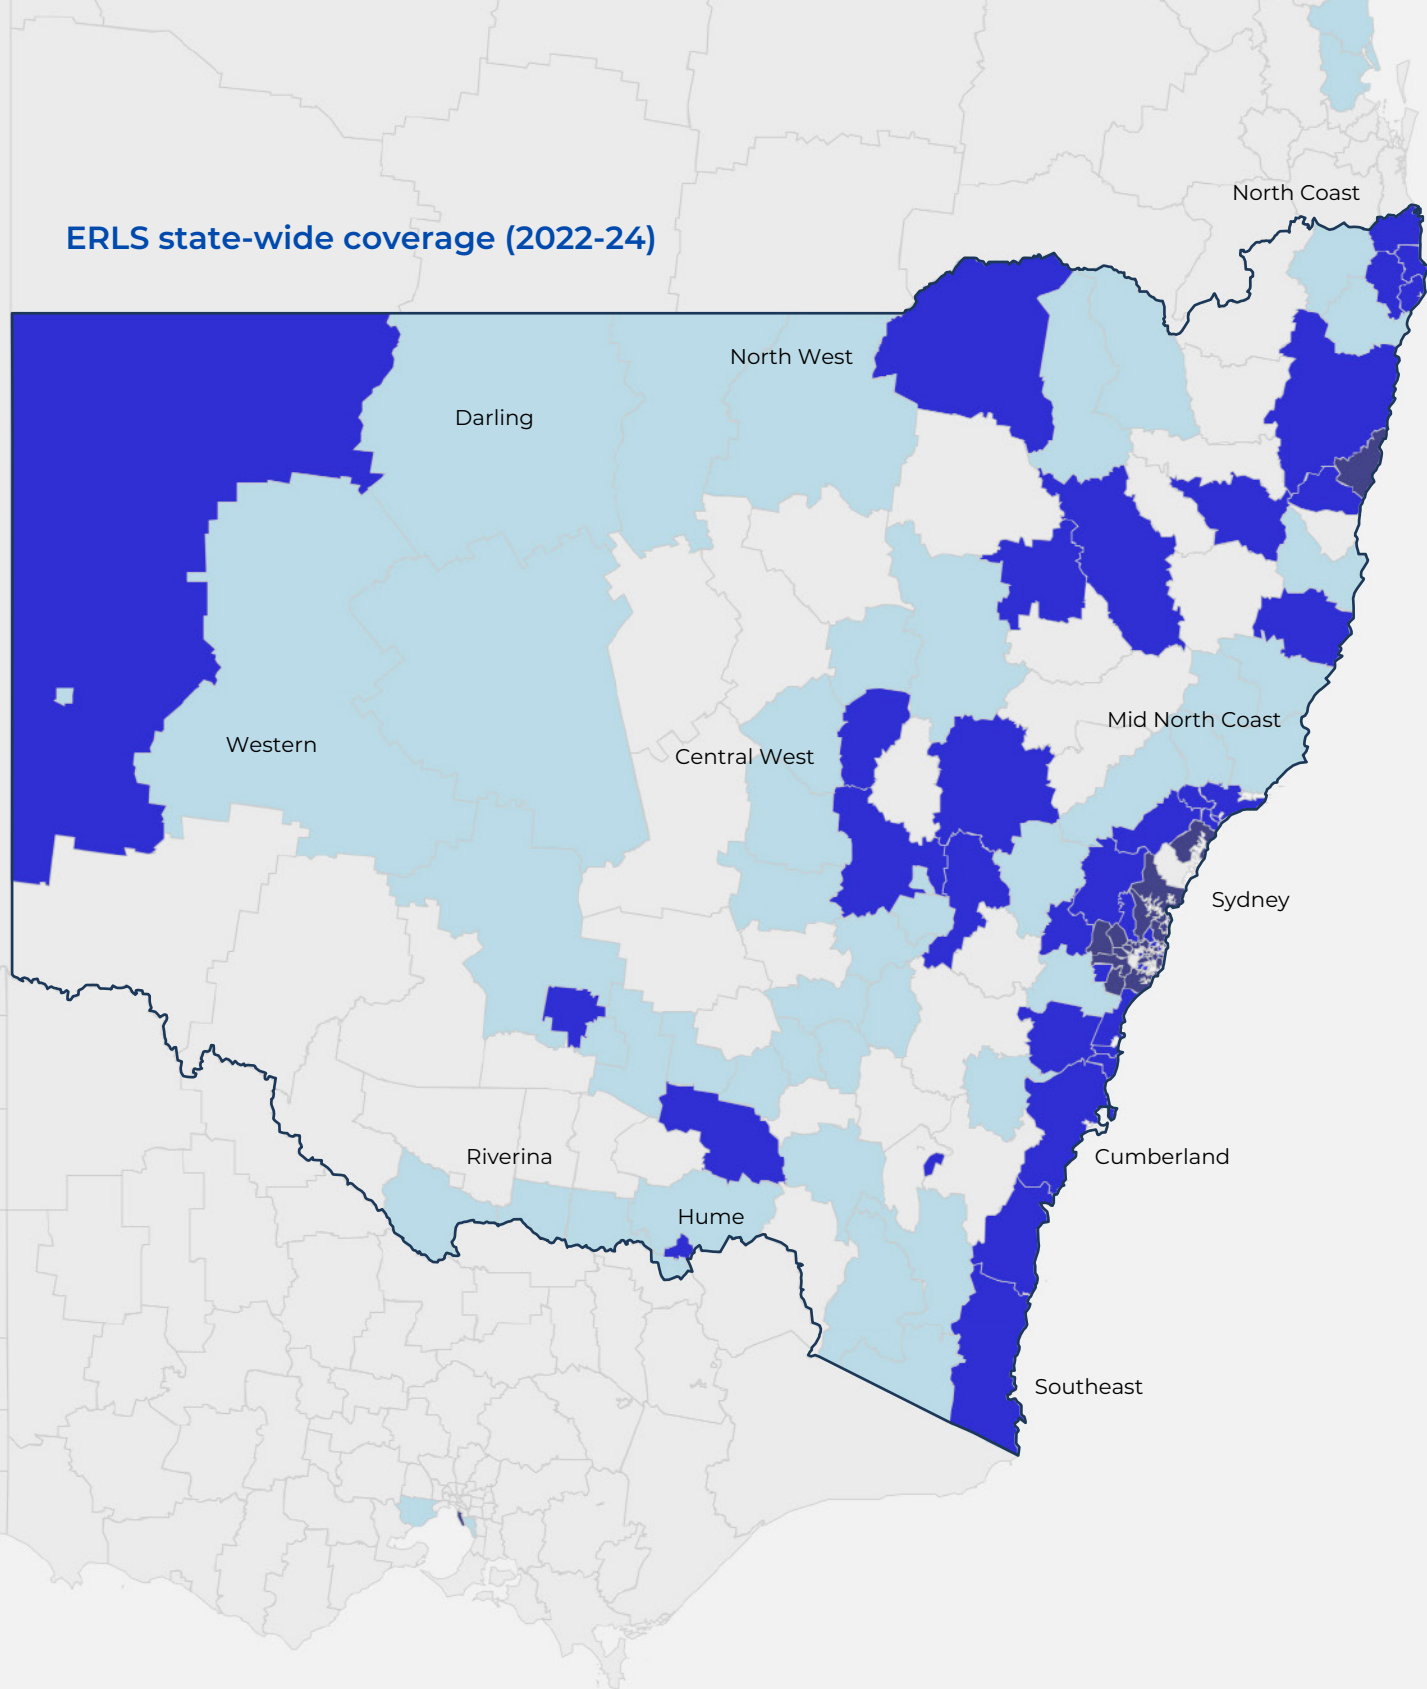 North Coast
ERLS state-wide coverage (2022-24)
North West
Darling
Mid North Coast
Western
Central West
Sydney
Riverina
Cumberland
Hume
Southeast